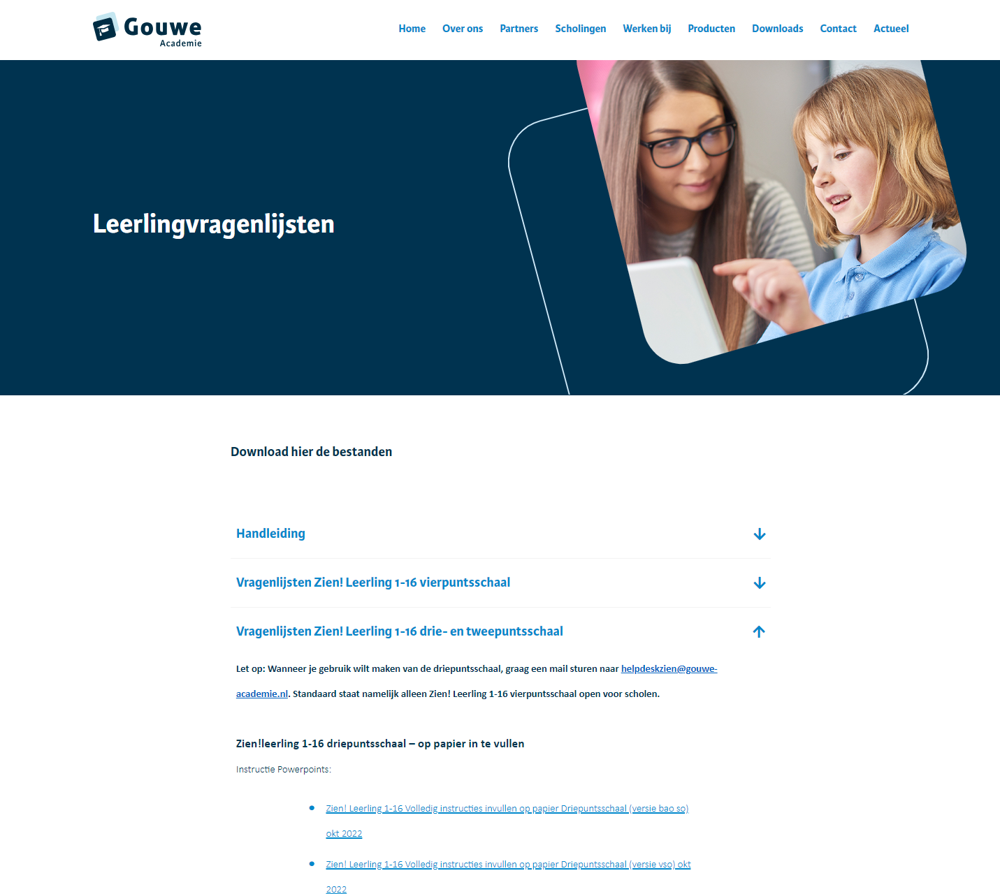 Gouwe
Academie
Home Over ons Partners Scholingen Werken bij Producten Downloads Contact Actueel
Leerlingvragenlijsten
Download hier de bestanden
Handleiding
Vragenlijsten Zien! Leerling 1-16 vierpuntsschaal
Vragenlijsten Zien! Leerling 1-16 drie- en tweepuntsschaal
Let op: Wanneer je gebruik wilt maken van de driepuntsschaal, graag een mail sturen naar helpdeskzien@gouwe-
academie.nl. Standaard staat namelijk alleen Zien! Leerling 1-16 vierpuntsschaal open voor scholen.
Zien!leerling 1-16 driepuntsschaal – op papier in te vullen
Instructie Powerpoints:
Zien! Leerling 1-16 Volledig instructies invullen op papier Driepuntsschaal (versie bao so)
okt 2022
Zien! Leerling 1-16 Volledig instructies invullen op papier Driepuntsschaal (versie vso) okt
2022